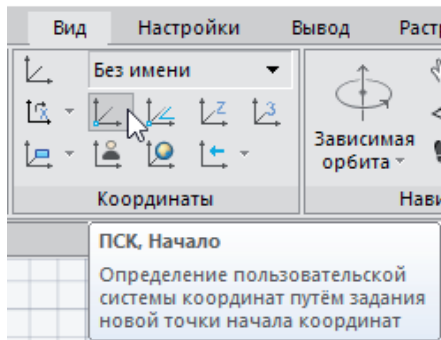 Вид Настройки Вывод
Без имени
Зависимая
орбита
Координаты
ПСК, Начало
Определение пользовательской
системы координат путём задания
новой точки начала координат